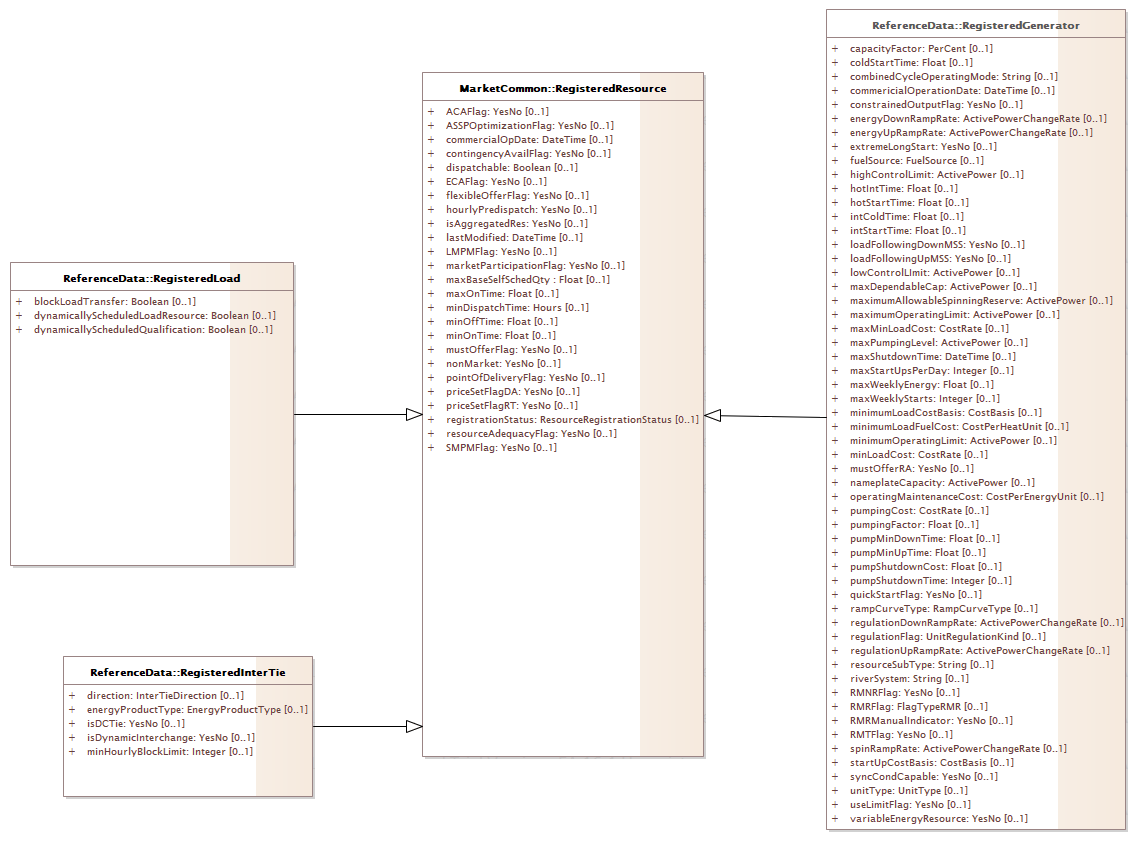 ReferenceData::RegisteredLoad
+ blockLoadTransfer: Boolean [0..1]
+ dynamicallyScheduledLoadResource: Boolean [0..1]
+ dynamicallyScheduledQualification: Boolean [0..1]
ReferenceData::RegisteredInterTie
+ direction: InterTieDirection [0..1]
+ energyProductType: EnergyProductType [0..1]
+ isDCTie: YesNo [0..1]
+ isDynamicInterchange: YesNo [0..1]
+ minHourlyBlockLimit: Integer [0..1]
MarketCommon::RegisteredResource
+ ACAFlag: YesNo [0..1]
+ ASSPOptimizationFlag: YesNo [0..1]
+ commercialOpDate: DateTime [0..1]
+ contingencyAvailFlag: YesNo [0..1]
+ dispatchable: Boolean [0..1]
+ ECAFlag: YesNo [0..1]
+ flexibleOfferFlag: YesNo [0..1]
+ hourlyPredispatch: YesNo [0..1]
+ isAggregatedRes: YesNo [0..1]
+ lastModified: DateTime [0..1]
+ LMPMFlag: YesNo [0..1]
+ marketParticipationFlag: YesNo [0..1]
+ maxBaseSelfSchedQty : Float [0..1]
+ maxOnTime: Float [0..1]
+ minDispatchTime: Hours [0..1]
+ minOffTime: Float [0..1]
+ minOnTime: Float [0..1]
+ mustOfferFlag: YesNo [0..1]
+ nonMarket: YesNo [0..1]
+ pointOfDeliveryFlag: YesNo [0..1]
+ priceSetFlagDA: YesNo [0..1]
+ priceSetFlagRT: YesNo [0..1]
+ registrationStatus: ResourceRegistrationStatus [0..1]
+ resourceAdequacyFlag: YesNo [0..1]
+ SMPMFlag: YesNo [0..1]
ReferenceData::RegisteredGenerator
+ capacityFactor: PerCent [0..1]
+ coldStartTime: Float [0..1]
+ combinedCycleOperatingMode: String [0..1]
+ commericialOperationDate: DateTime [0..1]
+ constrainedOutputFlag: YesNo [0..1]
+ energyDownRampRate: ActivePowerChangeRate [0..1]
+ energyUpRampRate: ActivePowerChangeRate [0..1]
+ extremeLongStart: YesNo [0..1]
+ fuelSource: FuelSource [0..1]
+ highControlLimit: ActivePower [0..1]
+ hotIntTime: Float [0..1]
+ hotStartTime: Float [0..1]
+ intColdTime: Float [0..1]
+ intStartTime: Float [0..1]
+ loadFollowingDownMSS: YesNo [0..1]
+ loadFollowingUpMSS: YesNo [0..1]
+ lowControlLImit: ActivePower [0..1]
+ maxDependableCap: ActivePower [0..1]
+ maximumAllowableSpinningReserve: ActivePower [0..1]
+ maximumOperatingLimit: ActivePower [0..1]
+ maxMinLoadCost: CostRate [0..1]
+ maxPumpingLevel: ActivePower [0..1]
+ maxShutdownTime: DateTime [0..1]
+ maxStartUpsPerDay: Integer [0..1]
+ maxWeeklyEnergy: Float [0..1]
+ maxWeeklyStarts: Integer [0..1]
+ minimumLoadCostBasis: CostBasis [0..1]
+ minimumLoadFuelCost: CostPerHeatUnit [0..1]
+ minimumOperatingLimit: ActivePower [0..1]
+ minLoadCost: CostRate [0..1]
+ mustOfferRA: YesNo [0..1]
+ nameplateCapacity: ActivePower [0..1]
+ operatingMaintenanceCost: CostPerEnergyUnit [0..1]
+ pumpingCost: CostRate [0..1]
+ pumpingFactor: Float [0..1]
+ pumpMinDownTime: Float [0..1]
+ pumpMinUpTime: Float [0..1]
+ pumpShutdownCost: Float [0..1]
+ pumpShutdownTime: Integer [0..1]
+ quickStartFlag: YesNo [0..1]
+ rampCurveType: RampCurveType [0..1]
+ regulationDownRampRate: ActivePowerChangeRate [0..1]
+ regulationFlag: UnitRegulationKind [0..1]
+ regulationUpRampRate: ActivePowerChangeRate [0..1]
+ resourceSubType: String [0..1]
+ riverSystem: String [0..1]
+ RMNRFlag: YesNo [0..1]
+ RMRFlag: FlagTypeRMR [0..1]
+ RMRManualIndicator: YesNo [0..1]
+ RMTFlag: YesNo [0..1]
+ spinRampRate: ActivePowerChangeRate [0..1]
+ startUpCostBasis: CostBasis [0..1]
+ syncCondCapable: YesNo [0..1]
+ unitType: UnitType [0..1]
+ useLimitFlag: YesNo [0..1]
+ variableEnergyResource: YesNo [0..1]